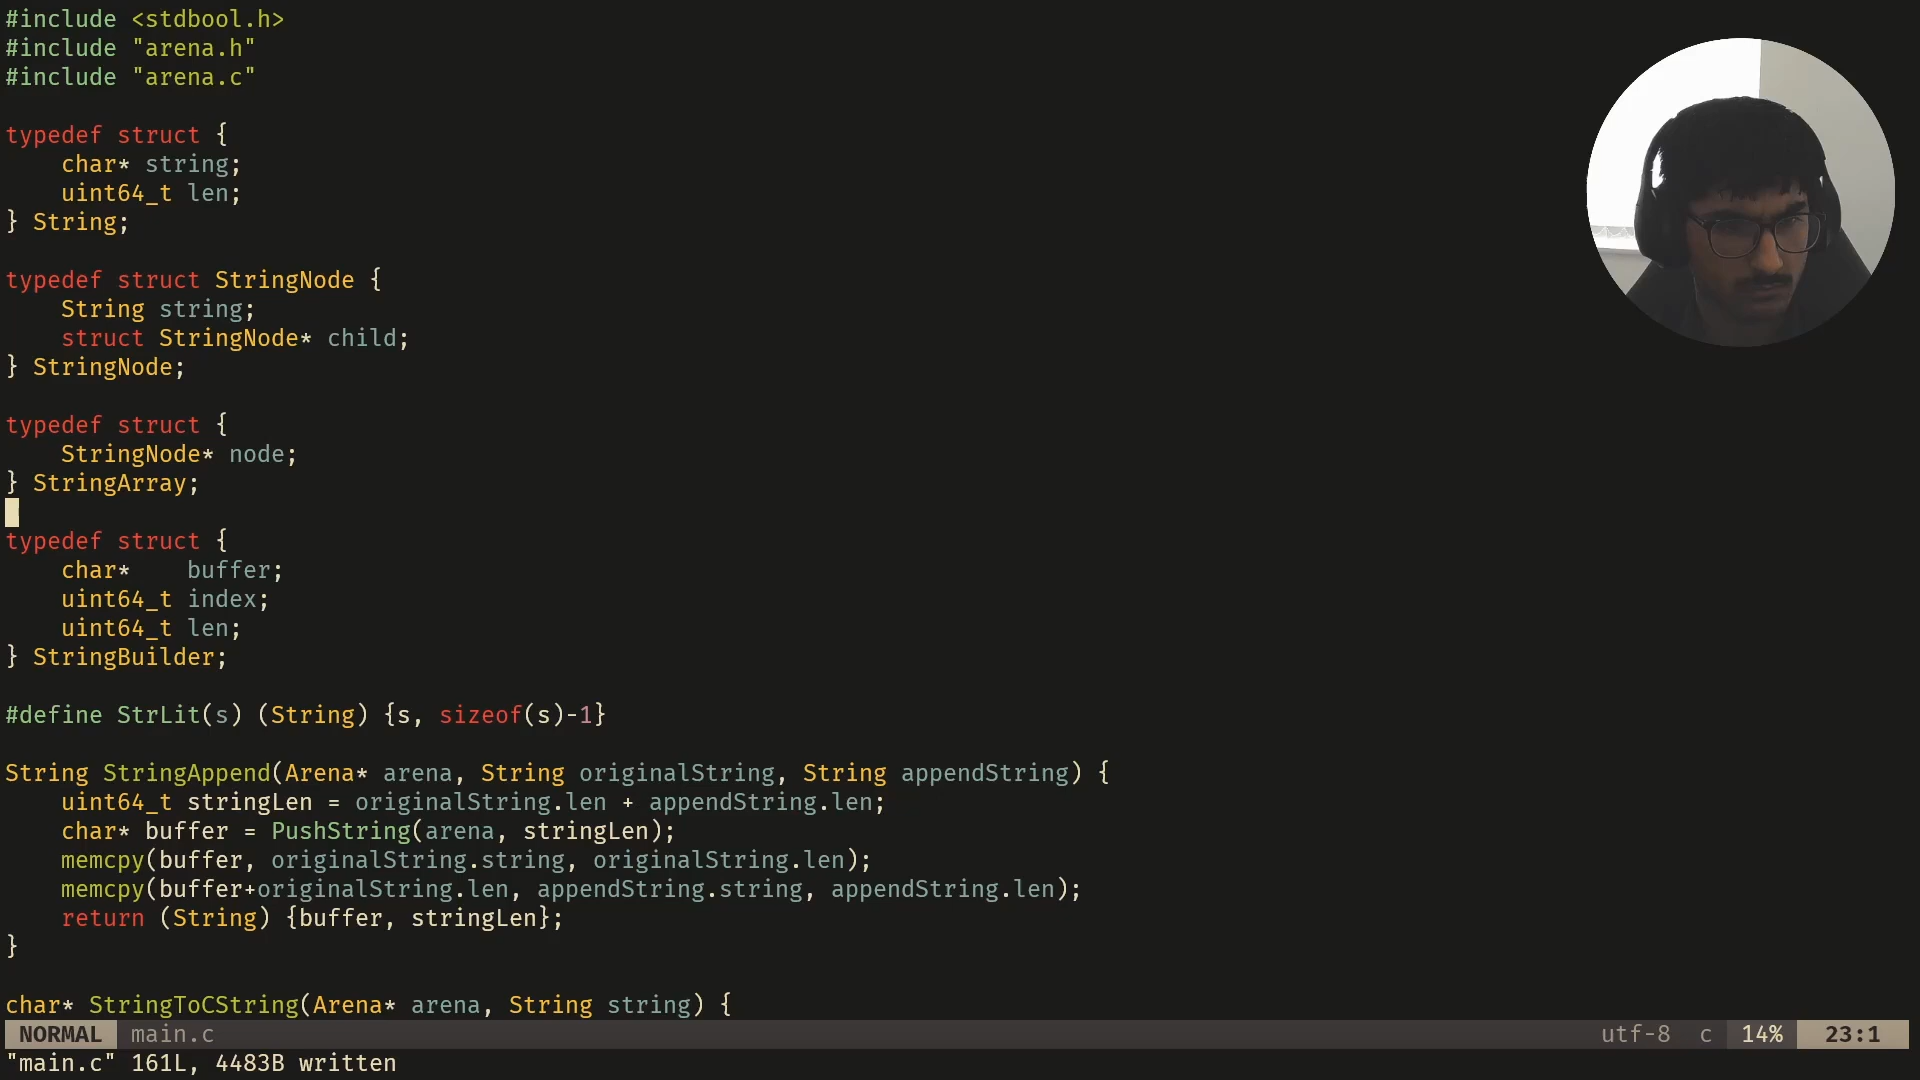 #include <stdbool.h>
#include "arena.h"
#include "arena.c"
typedef struct {
    char* string;
    uint64_t len;
} String;
typedef struct StringNode {
    String string;
    struct StringNode* child;
} StringNode;
typedef struct {
    StringNode* node;
} StringArray;
typedef struct {
    char*    buffer;
    uint64_t index;
    uint64_t len;
} StringBuilder;
#define StrLit(s) (String) {s, sizeof(s)-1}
String StringAppend(Arena* arena, String originalString, String appendString) {
    uint64_t stringLen = originalString.len + appendString.len;
    char* buffer = PushString(arena, stringLen);
    memcpy(buffer, originalString.string, originalString.len);
    memcpy(buffer+originalString.len, appendString.string, appendString.len);
    return (String) {buffer, stringLen};
}
char* StringToCString(Arena* arena, String string) {
NORMAL main.c utf-8 c 14% 23:1
"main.c" 161L, 4483B written